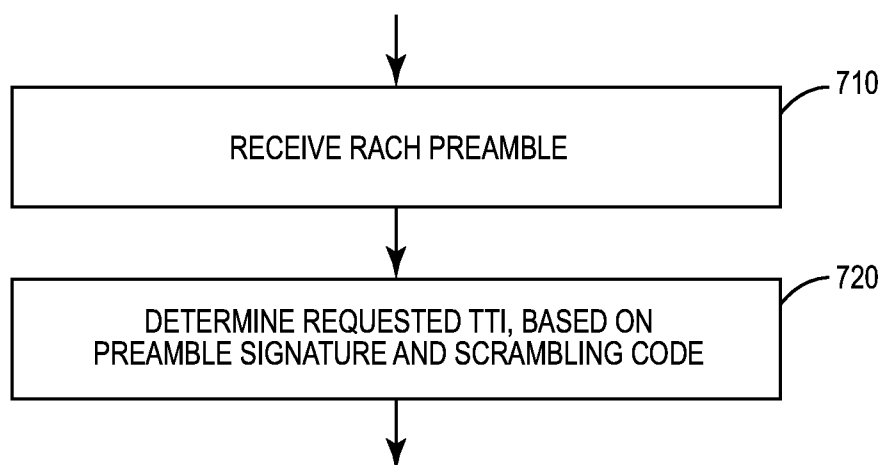 710
RECEIVE RACH PREAMBLE
720
DETERMINE REQUESTED TTI, BASED ON
PREAMBLE SIGNATURE AND SCRAMBLING CODE